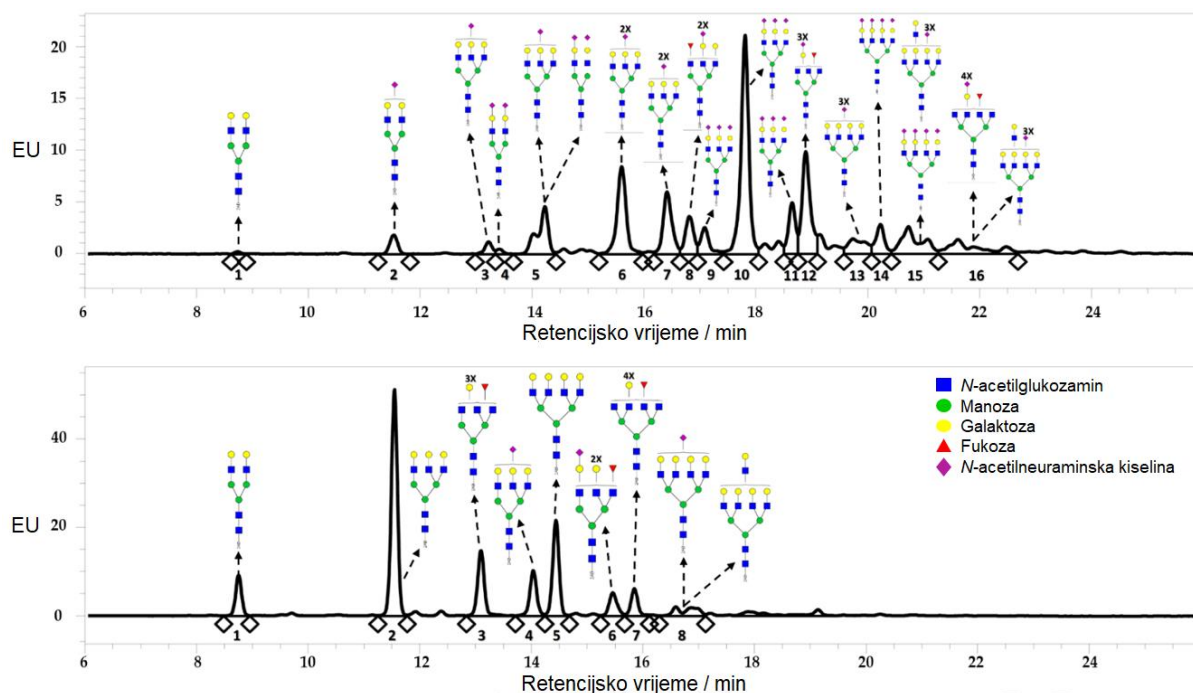 3X
2X
2X
2X
3X
4X
3X
3X
3X
EU
20
15
10
5
0
1 2 3 4 5 6 7 8 9 10 11 12 13 14 15 16
6 8 10 12 14 16 18 20 22 24
Retencijsko vrijeme / min
3X
2X
4X
EU
40
20
0
N-acetilglukozamin
Manoza
Galaktoza
Fukoza
N-acetilneuraminska kiselina
1 2 3 4 5 6 7 8
6 8 10 12 14 16 18 20 22 24
Retencijsko vrijeme / min